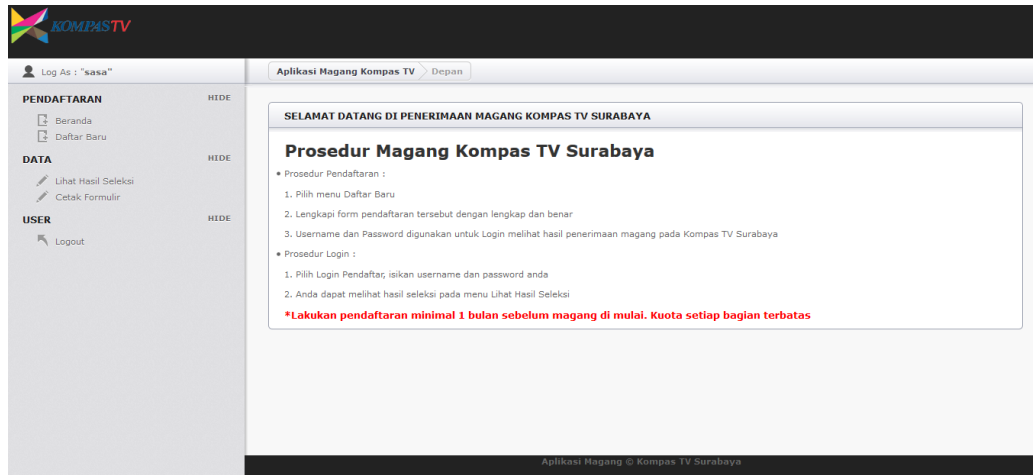 KOMPASTV
Log As : "sasa"
Aplikasi Magang Kompas TV Depan
PENDAFTARAN HIDE
Beranda
Daftar Baru
DATA HIDE
Lihat Hasil Seleksi
Cetak Formulir
USER HIDE
Logout
SELAMAT DATANG DI PENERIMAAN MAGANG KOMPAS TV SURABAYA
Prosedur Magang Kompas TV Surabaya
• Prosedur Pendaftaran :
1. Pilih menu Daftar Baru
2. Lengkapi form pendaftaran tersebut dengan lengkap dan benar
3. Username dan Password digunakan untuk Login melihat hasil penerimaan magang pada Kompas TV Surabaya
• Prosedur Login :
1. Pilih Login Pendaftar, isikan username dan password anda
2. Anda dapat melihat hasil seleksi pada menu Lihat Hasil Seleksi
*Lakukan pendaftaran minimal 1 bulan sebelum magang di mulai. Kuota setiap bagian terbatas
Aplikasi Magang © Kompas TV Surabaya